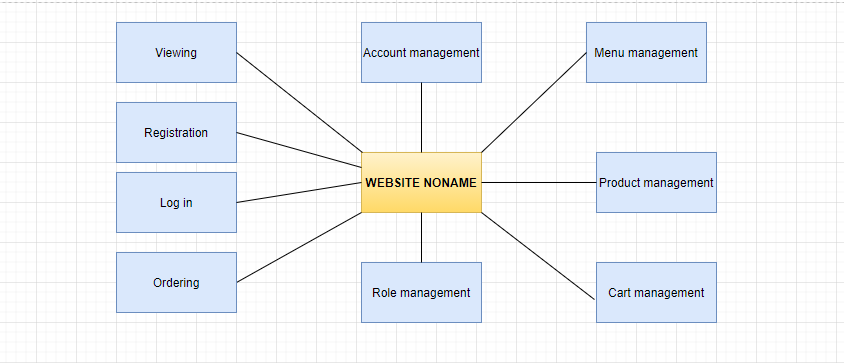 Viewing
Account management
Menu management
Registration
WEBSITE NONAME
Product management
Log in
Ordering
Role management
Cart management